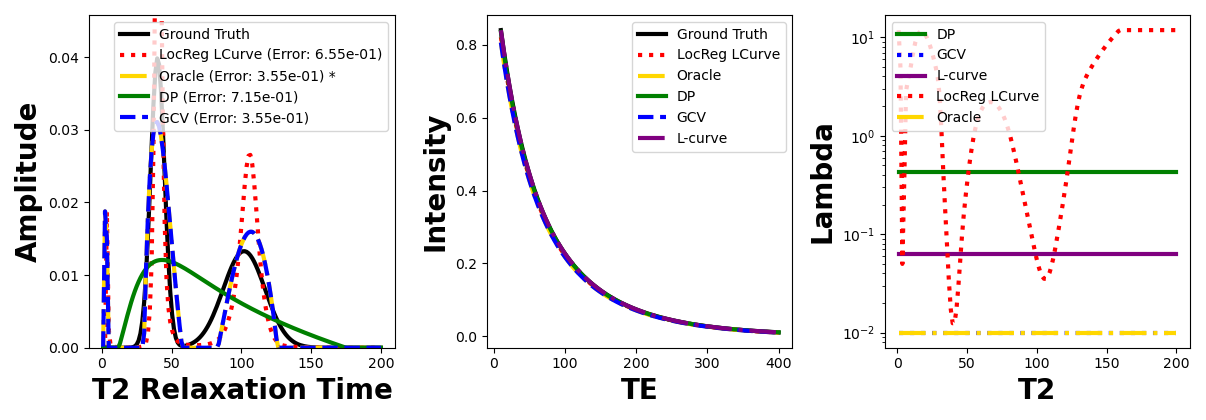 Amplitude
0.04
0.03
0.02
0.01
0.00
0
50
100
150
200
T2 Relaxation Time
Ground Truth
LocReg LCurve (Error: 6.55e-01)
Oracle (Error: 3.55e-01) *
DP (Error: 7.15e-01)
GCV (Error: 3.55e-01)
Intensity
0.8
0.6
0.4
0.2
0.0
0
100
200
300
400
TE
Ground Truth
LocReg LCurve
Oracle
DP
GCV
L-curve
Lambda
10¹
10⁰
10⁻¹
10⁻²
0
50
100
150
200
T2
DP
GCV
L-curve
LocReg LCurve
Oracle